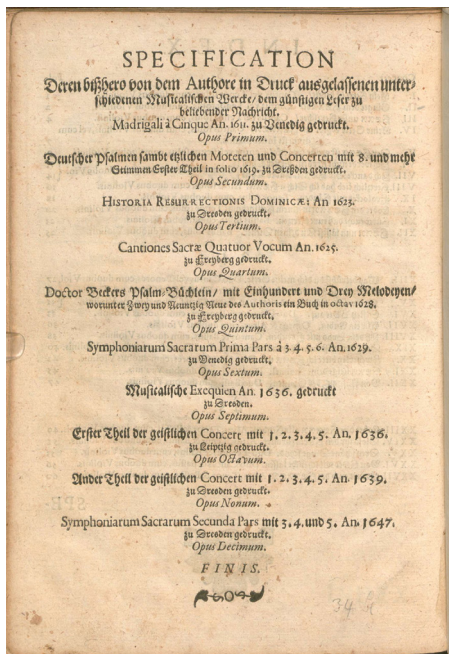 SPECIFICATION
Deren bißhero von dem Authore in Druck ausgelassenen unter-
schiedenen Musicalischen Wercke/ dem günstigen Leser zu
beliebender Nachricht.
Madrigali à Cinque An. 1611. zu Venedig gedruckt.
Opus Primum.
Deutscher Psalmen sambt etzlichen Moteten und Concerten mit 8. und mehr
Stimmen Erster Theil in folio 1619. zu Dreßden gedruckt.
Opus Secundum.
HISTORIA RESURRECTIONIS DOMINICÆ: An 1623.
zu Dresden gedruckt.
Opus Tertium.
Cantiones Sacræ Quatuor Vocum An. 1625.
zu Freyberg gedruckt.
Opus Quartum.
Doctor Beckers Psalm-Büchlein/ mit Einhundert und Drey Melodeyen/
worunter Zwey und Neuntzig Neue des Authoris ein Buch in octav 1628.
zu Freyberg gedruckt.
Opus Quintum.
Symphoniarum Sacrarum Prima Pars à 3. 4. 5. 6. An. 1629.
zu Venedig gedruckt.
Opus Sextum.
Musicalische Exequien An. 1636. gedruckt
zu Dresden.
Opus Septimum.
Erster Theil der geistlichen Concert mit 1. 2. 3. 4. 5. An. 1636.
zu Leipzig gedruckt.
Opus Octavum.
Ander Theil der geistlichen Concert mit 1. 2. 3. 4. 5. An. 1639.
zu Dresden gedruckt.
Opus Nonum.
Symphoniarum Sacrarum Secunda Pars mit 3. 4. und 5. An. 1647.
zu Dresden gedruckt.
Opus Decimum.
FINIS.